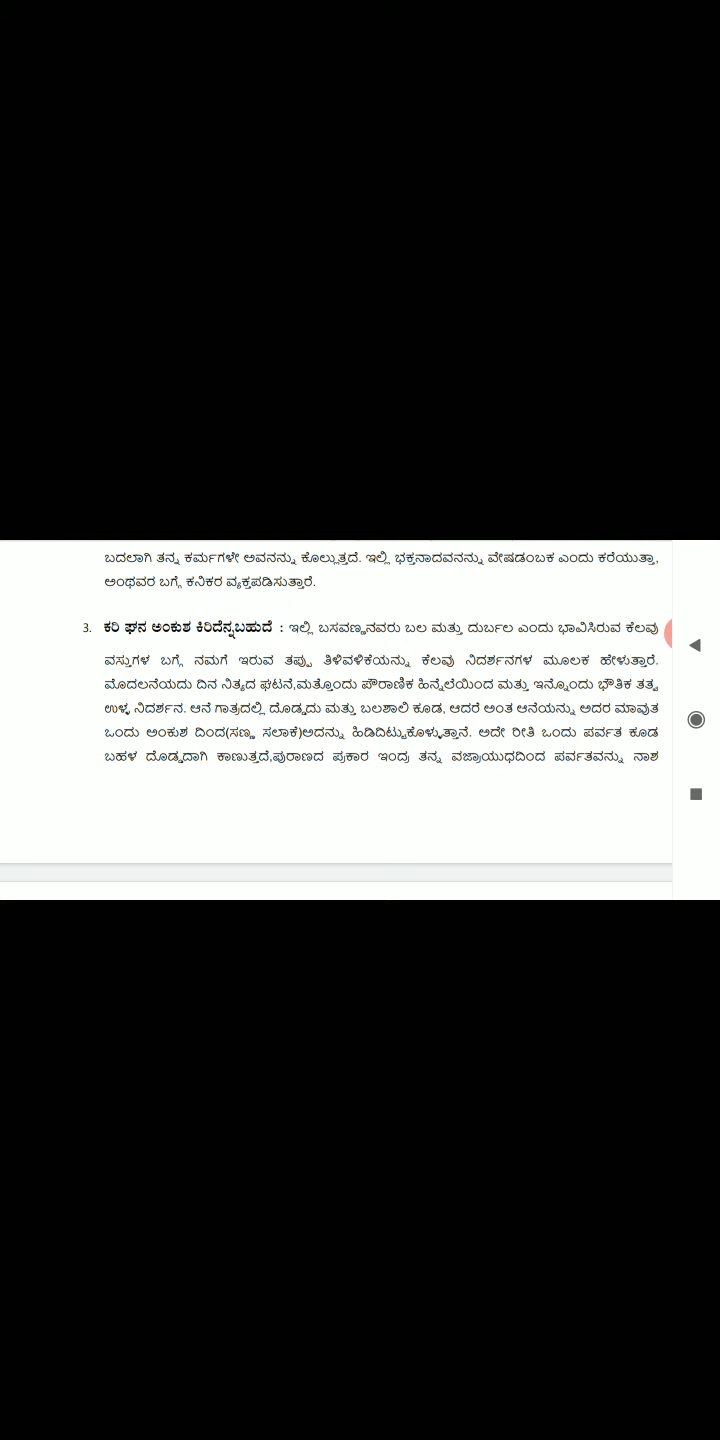 ಬದಲಾಗಿ ತನ್ನ ಕರ್ಮಗಳೇ ಅವನನ್ನು ಕೊಲ್ಲುತ್ತದೆ. ಇಲ್ಲಿ ಭಕ್ತನಾದವನನ್ನು ವೇಷಡಂಬಕ ಎಂದು ಕರೆಯುತ್ತಾ,
ಅಂಥವರ ಬಗ್ಗೆ ಕನಿಕರ ವ್ಯಕ್ತಪಡಿಸುತ್ತಾರೆ.
3. ಕರಿ ಘನ ಅಂಕುಶ ಕಿರಿದೆನ್ನಬಹುದೆ : ಇಲ್ಲಿ ಬಸವಣ್ಣನವರು ಬಲ ಮತ್ತು ದುರ್ಬಲ ಎಂದು ಭಾವಿಸಿರುವ ಕೆಲವು
ವಸ್ತುಗಳ ಬಗ್ಗೆ ನಮಗೆ ಇರುವ ತಪ್ಪು ತಿಳಿವಳಿಕೆಯನ್ನು ಕೆಲವು ನಿದರ್ಶನಗಳ ಮೂಲಕ ಹೇಳುತ್ತಾರೆ.
ಮೊದಲನೆಯದು ದಿನ ನಿತ್ಯದ ಘಟನೆ,ಮತ್ತೊಂದು ಪೌರಾಣಿಕ ಹಿನ್ನೆಲೆಯಿಂದ ಮತ್ತು ಇನ್ನೊಂದು ಭೌತಿಕ ತತ್ವ
ಉಳ್ಳ ನಿದರ್ಶನ. ಆನೆ ಗಾತ್ರದಲ್ಲಿ ದೊಡ್ಡದು ಮತ್ತು ಬಲಶಾಲಿ ಕೂಡ, ಆದರೆ ಅಂತ ಆನೆಯನ್ನು ಅದರ ಮಾವುತ
ಒಂದು ಅಂಕುಶ ದಿಂದ(ಸಣ್ಣ ಸಲಾಕೆ)ಅದನ್ನು ಹಿಡಿದಿಟ್ಟುಕೊಳ್ಳುತ್ತಾನೆ. ಅದೇ ರೀತಿ ಒಂದು ಪರ್ವತ ಕೂಡ
ಬಹಳ ದೊಡ್ಡದಾಗಿ ಕಾಣುತ್ತದೆ,ಪುರಾಣದ ಪ್ರಕಾರ ಇಂದ್ರ ತನ್ನ ವಜ್ರಾಯುಧದಿಂದ ಪರ್ವತವನ್ನು ನಾಶ